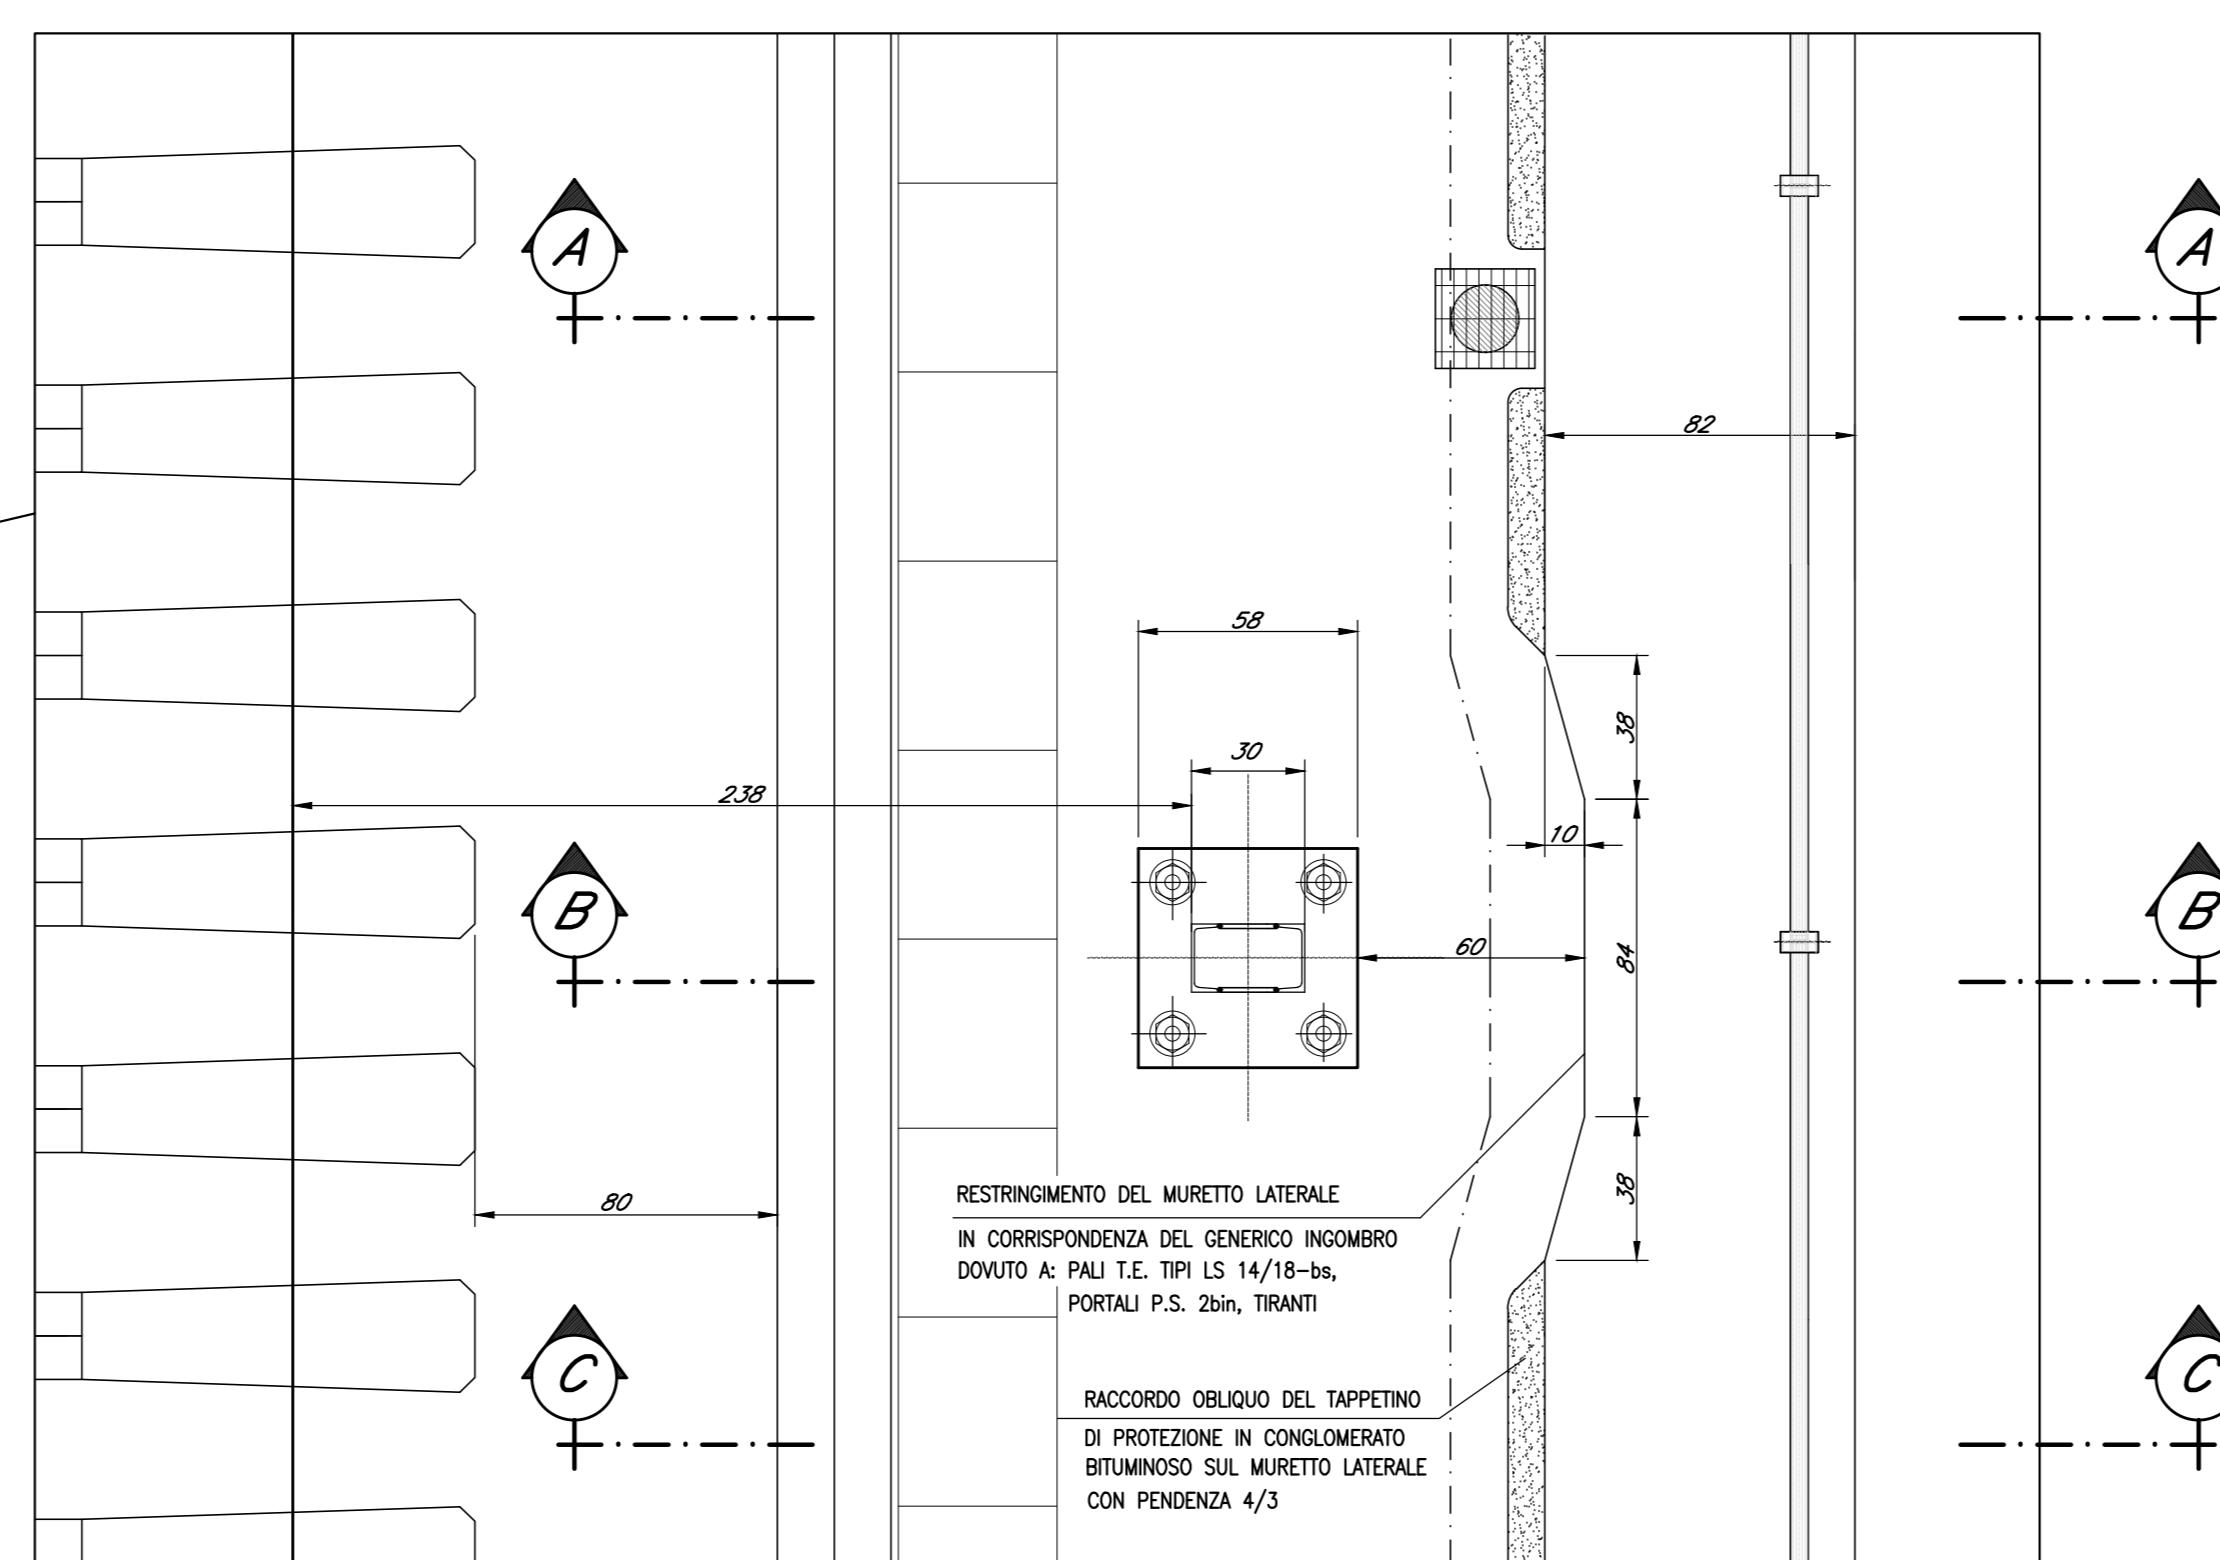 A
A
82
58
38
30
238
10
B
B
60
84
RESTRINGIMENTO DEL MURETTO LATERALE
IN CORRISPONDENZA DEL GENERICO INGOMBRO
DOVUTO A: PALI T.E. TIPI LS 14/18-bs,
PORTALI P.S. 2bin, TIRANTI
38
80
C
C
RACCORDO OBLIQUO DEL TAPPETINO
DI PROTEZIONE IN CONGLOMERATO
BITUMINOSO SUL MURETTO LATERALE
CON PENDENZA 4/3